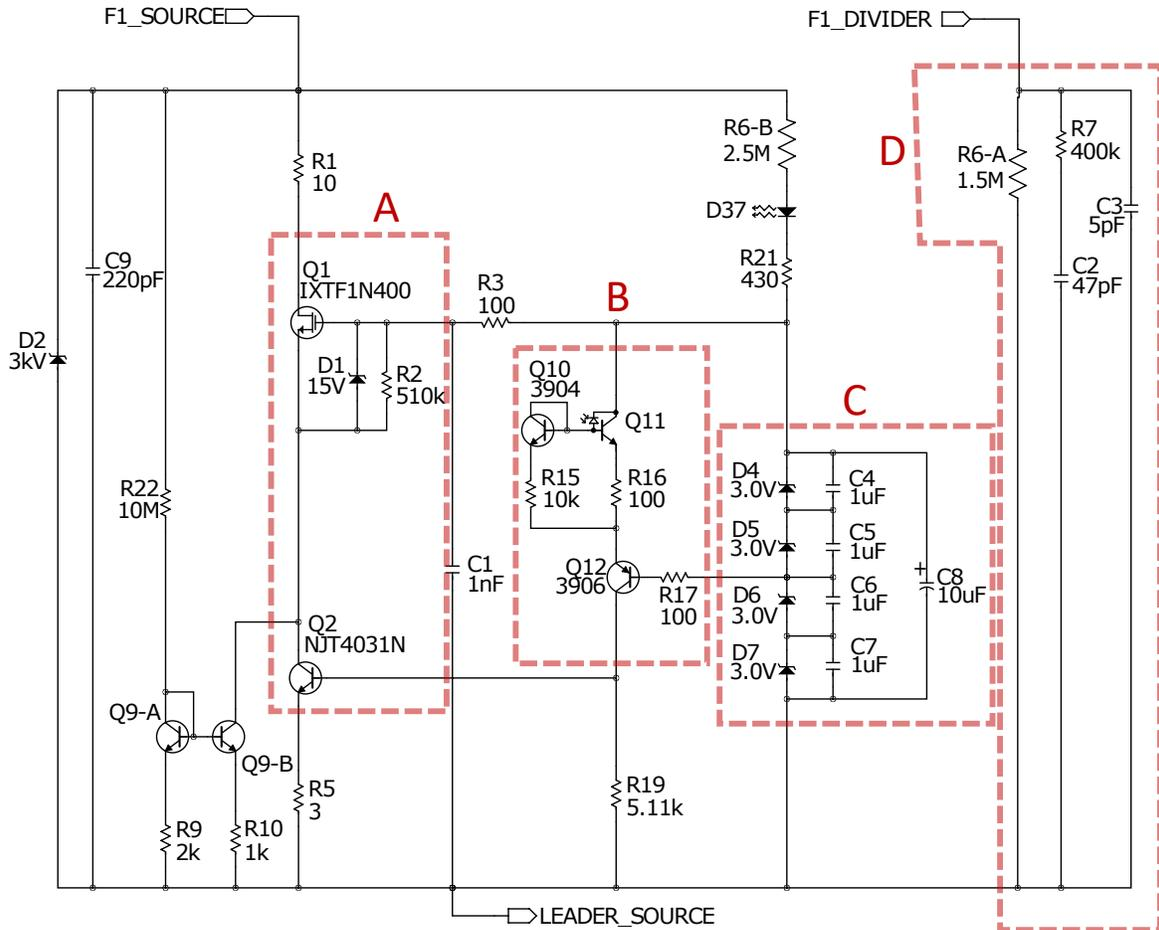 F1_SOURCE
F1_DIVIDER
R6-B
2.5M
D
R7
400k
R6-A
1.5M
R1
10
A
D37
C3
5pF
C9
220pF
Q1
IXTF1N400
R3
100
B
R21
430
C2
47pF
D2
3kV
D1
15V
R2
510k
Q10
3904
Q11
C
R22
10M
R15
10k
R16
100
D4
3.0V
C4
1uF
D5
3.0V
C5
1uF
C1
1nF
Q12
3906
R17
100
D6
3.0V
C6
1uF
+
C8
10uF
Q2
NJT4031N
D7
3.0V
C7
1uF
Q9-A
Q9-B
R5
3
R19
5.11k
R9
2k
R10
1k
LEADER_SOURCE